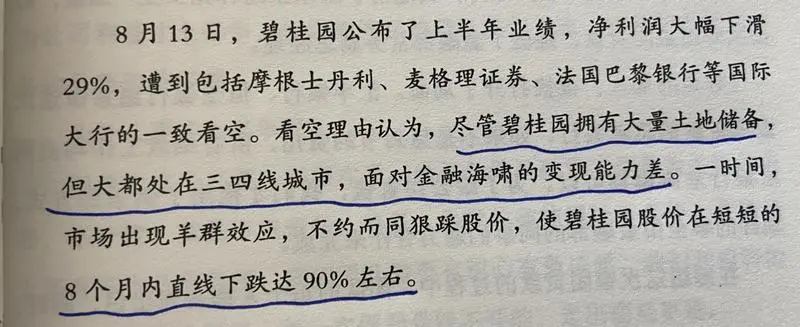 8月13日，碧桂园公布了上半年业绩，净利润大幅下滑
29%，遭到包括摩根士丹利、麦格理证券、法国巴黎银行等国际
大行的一致看空。看空理由认为，尽管碧桂园拥有大量土地储备，
但大都处在三四线城市，面对金融海啸的变现能力差。一时间，
市场出现羊群效应，不约而同狠踩股价，使碧桂园股价在短短的
8个月内直线下跌达90%左右。